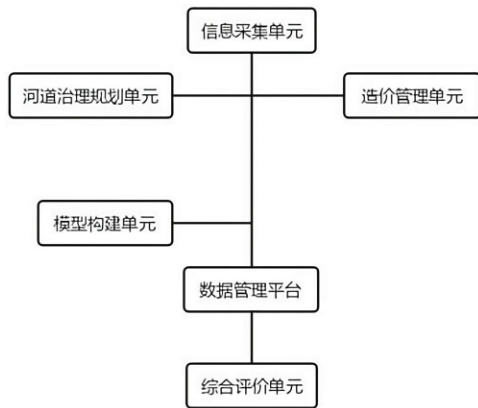 信息采集单元
河道治理规划单元
造价管理单元
模型构建单元
数据管理平台
综合评价单元